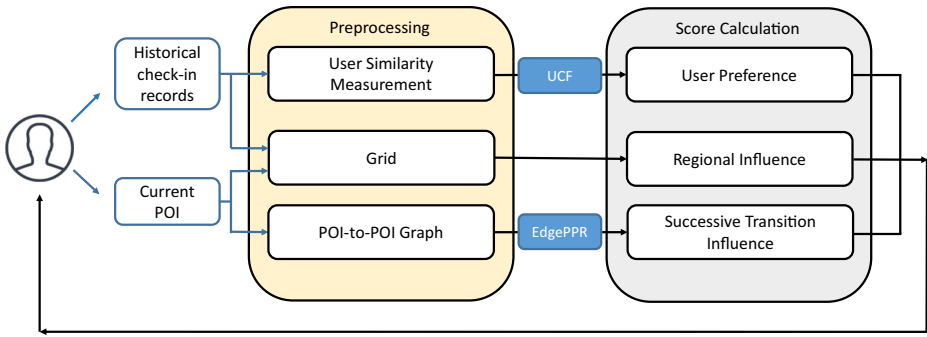 Preprocessing
Score Calculation
Historical
check-in
records
User Similarity
Measurement
UCF
User Preference
Grid
Regional Influence
Current
POI
POI-to-POI Graph
EdgePPR
Successive Transition
Influence